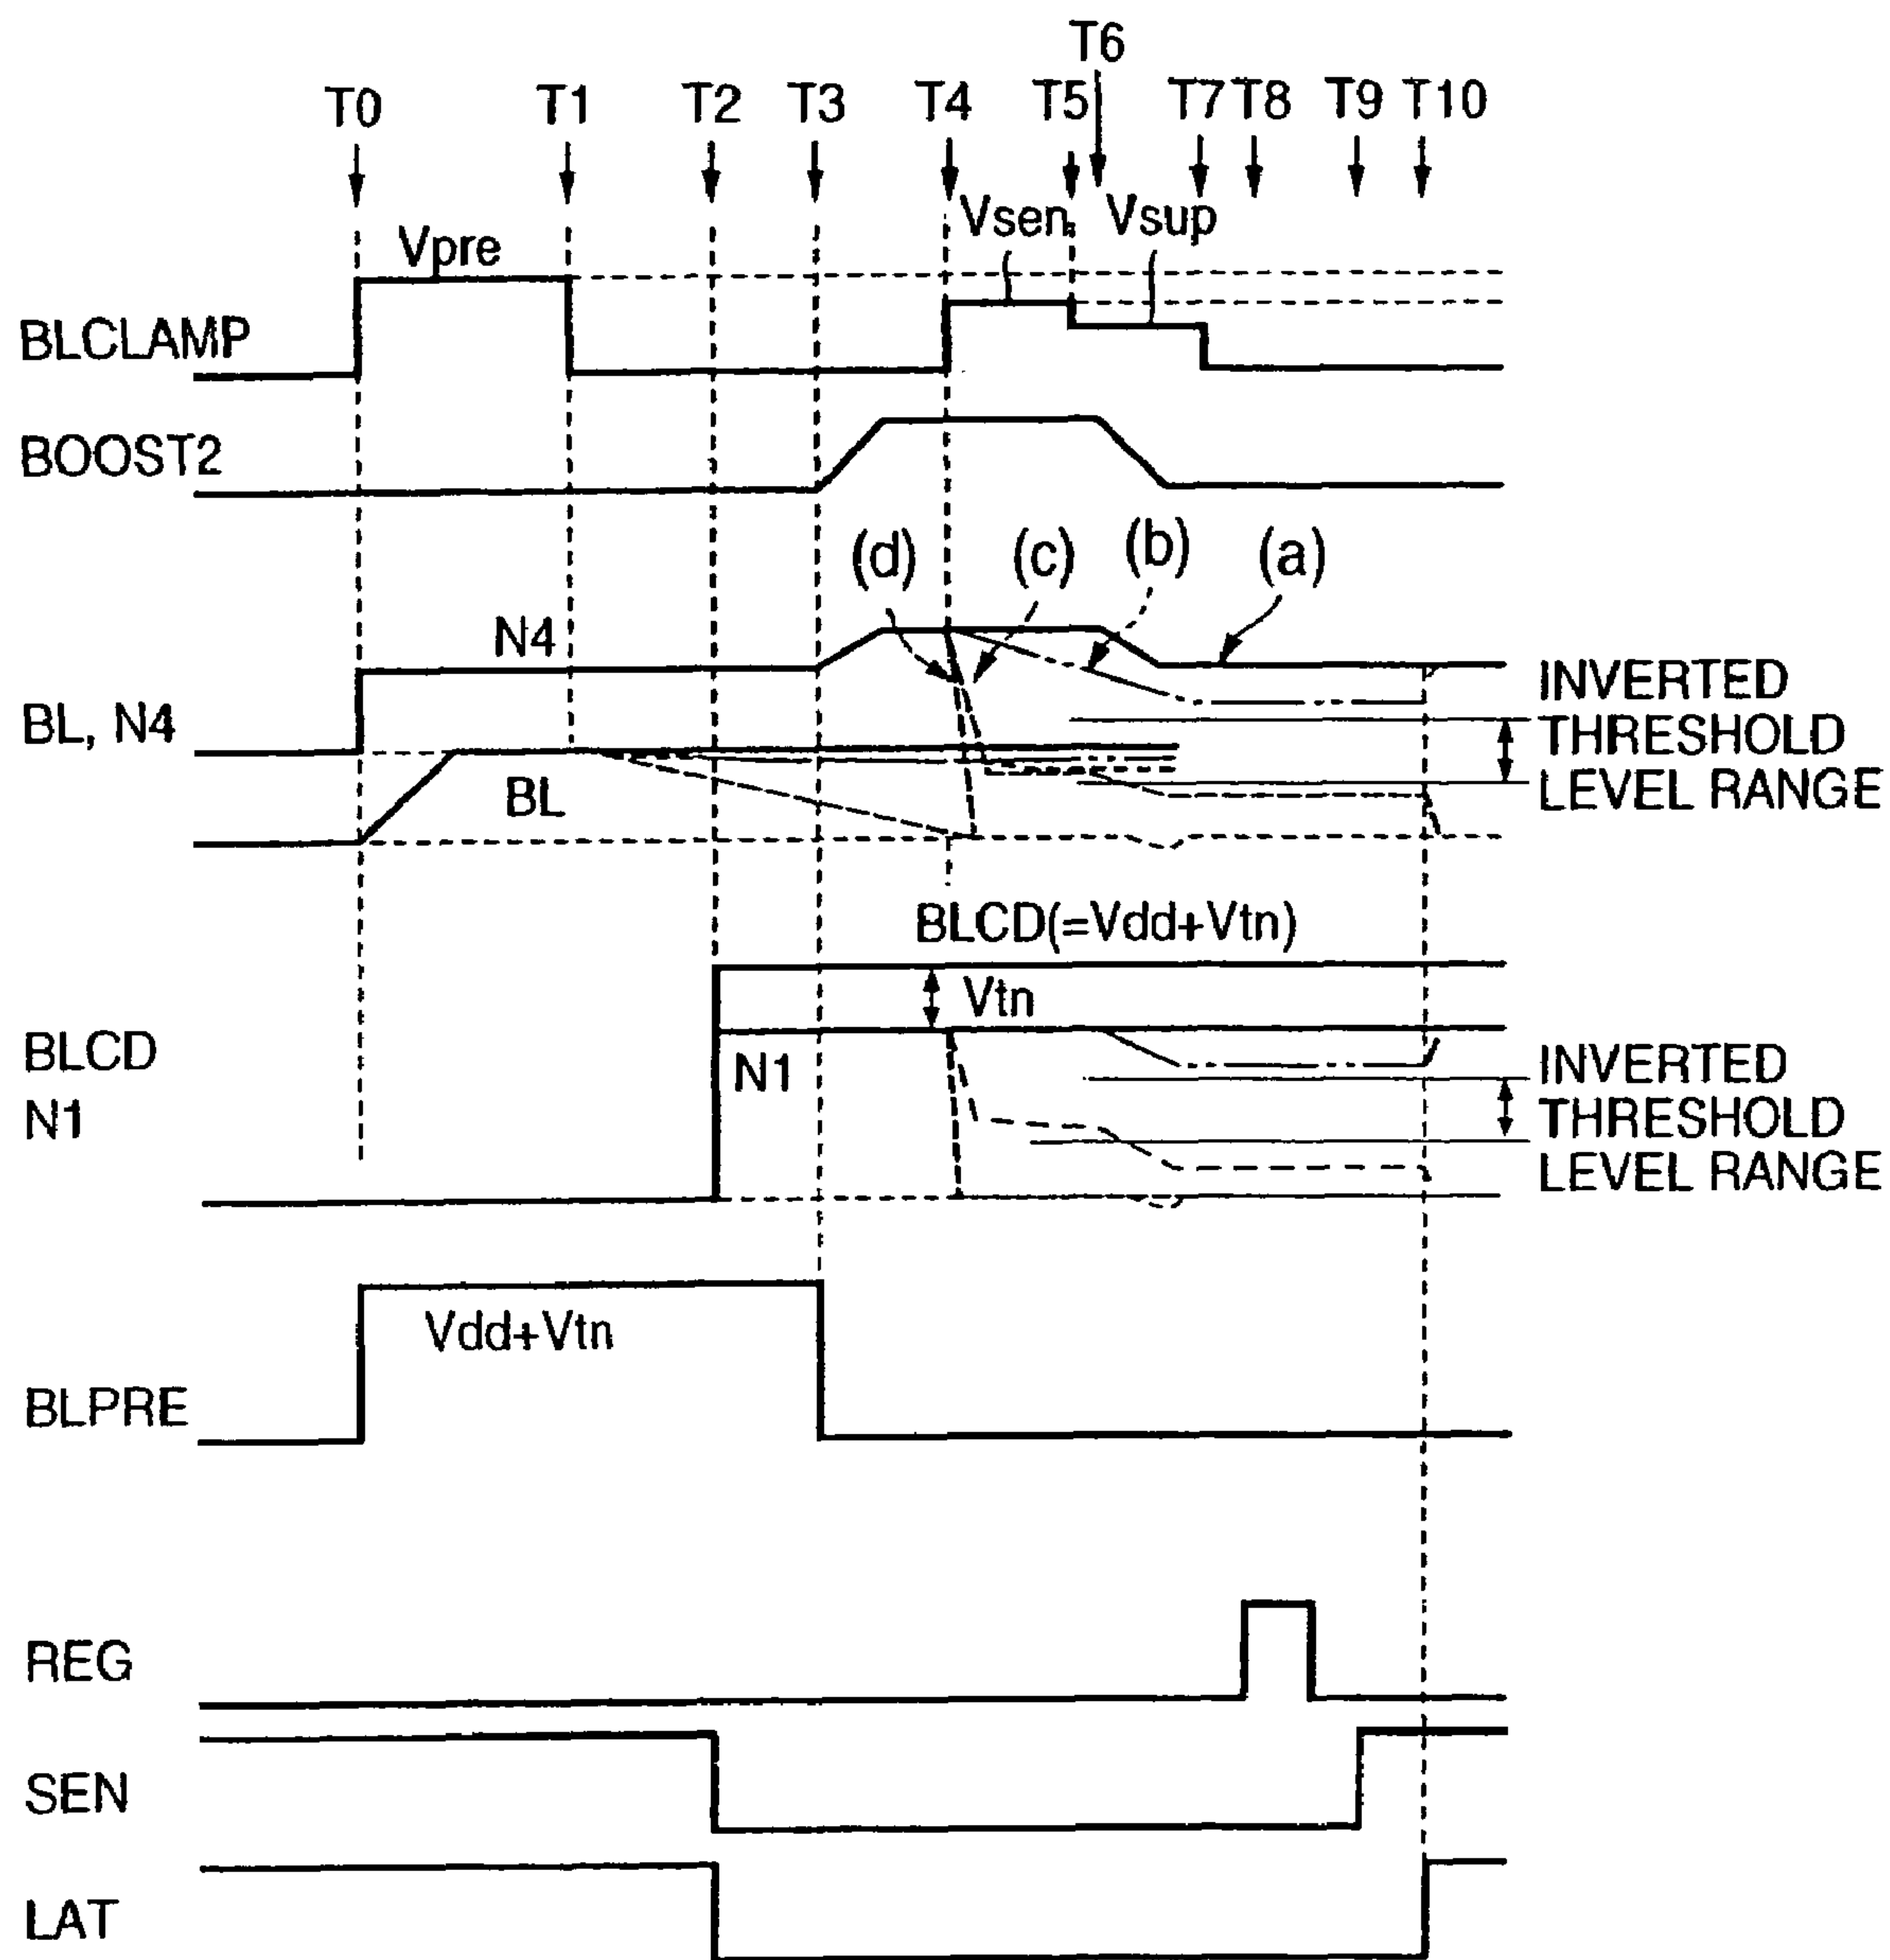 T6
T0 T1 T2 T3 T4 T5 T7 T8 T9 T10
Vpre Vsen Vsup
BLCLAMP
BOOST2
(d) (c) (b) (a)
N4
BL, N4
BL
INVERTED
THRESHOLD
LEVEL RANGE
BLCD(=Vdd+Vtn)
Vtn
BLCD
N1
N1
INVERTED
THRESHOLD
LEVEL RANGE
Vdd+Vtn
BLPRE
REG
SEN
LAT